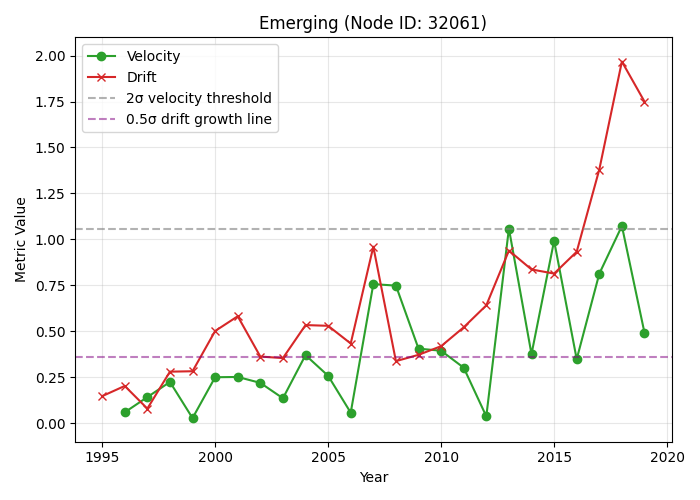 Emerging (Node ID: 32061)
Velocity
Drift
2σ velocity threshold
0.5σ drift growth line
Metric Value
2.00
1.75
1.50
1.25
1.00
0.75
0.50
0.25
0.00
1995 2000 2005 2010 2015 2020
Year